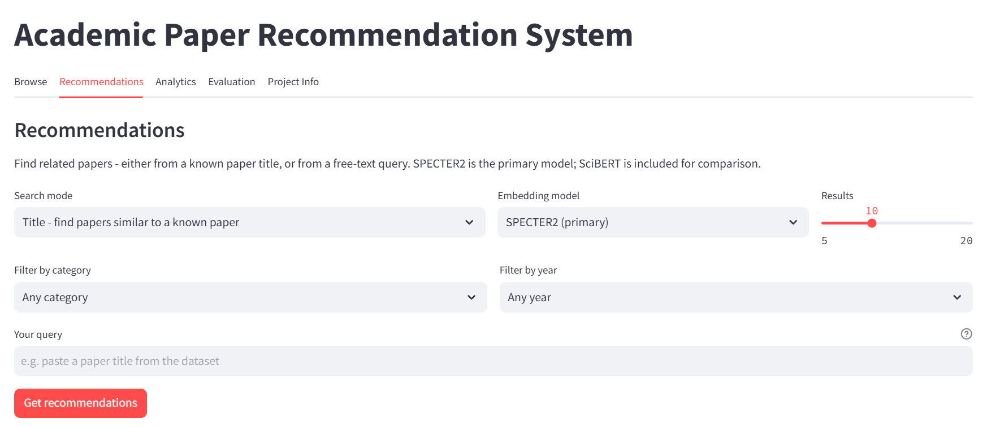 Academic Paper Recommendation System
Browse Recommendations Analytics Evaluation Project Info
Recommendations
Find related papers - either from a known paper title, or from a free-text query. SPECTER2 is the primary model; SciBERT is included for comparison.
Search mode Embedding model Results
10
Title - find papers similar to a known paper SPECTER2 (primary)
5 20
Filter by category Filter by year
Any category Any year
Your query
e.g. paste a paper title from the dataset
Get recommendations